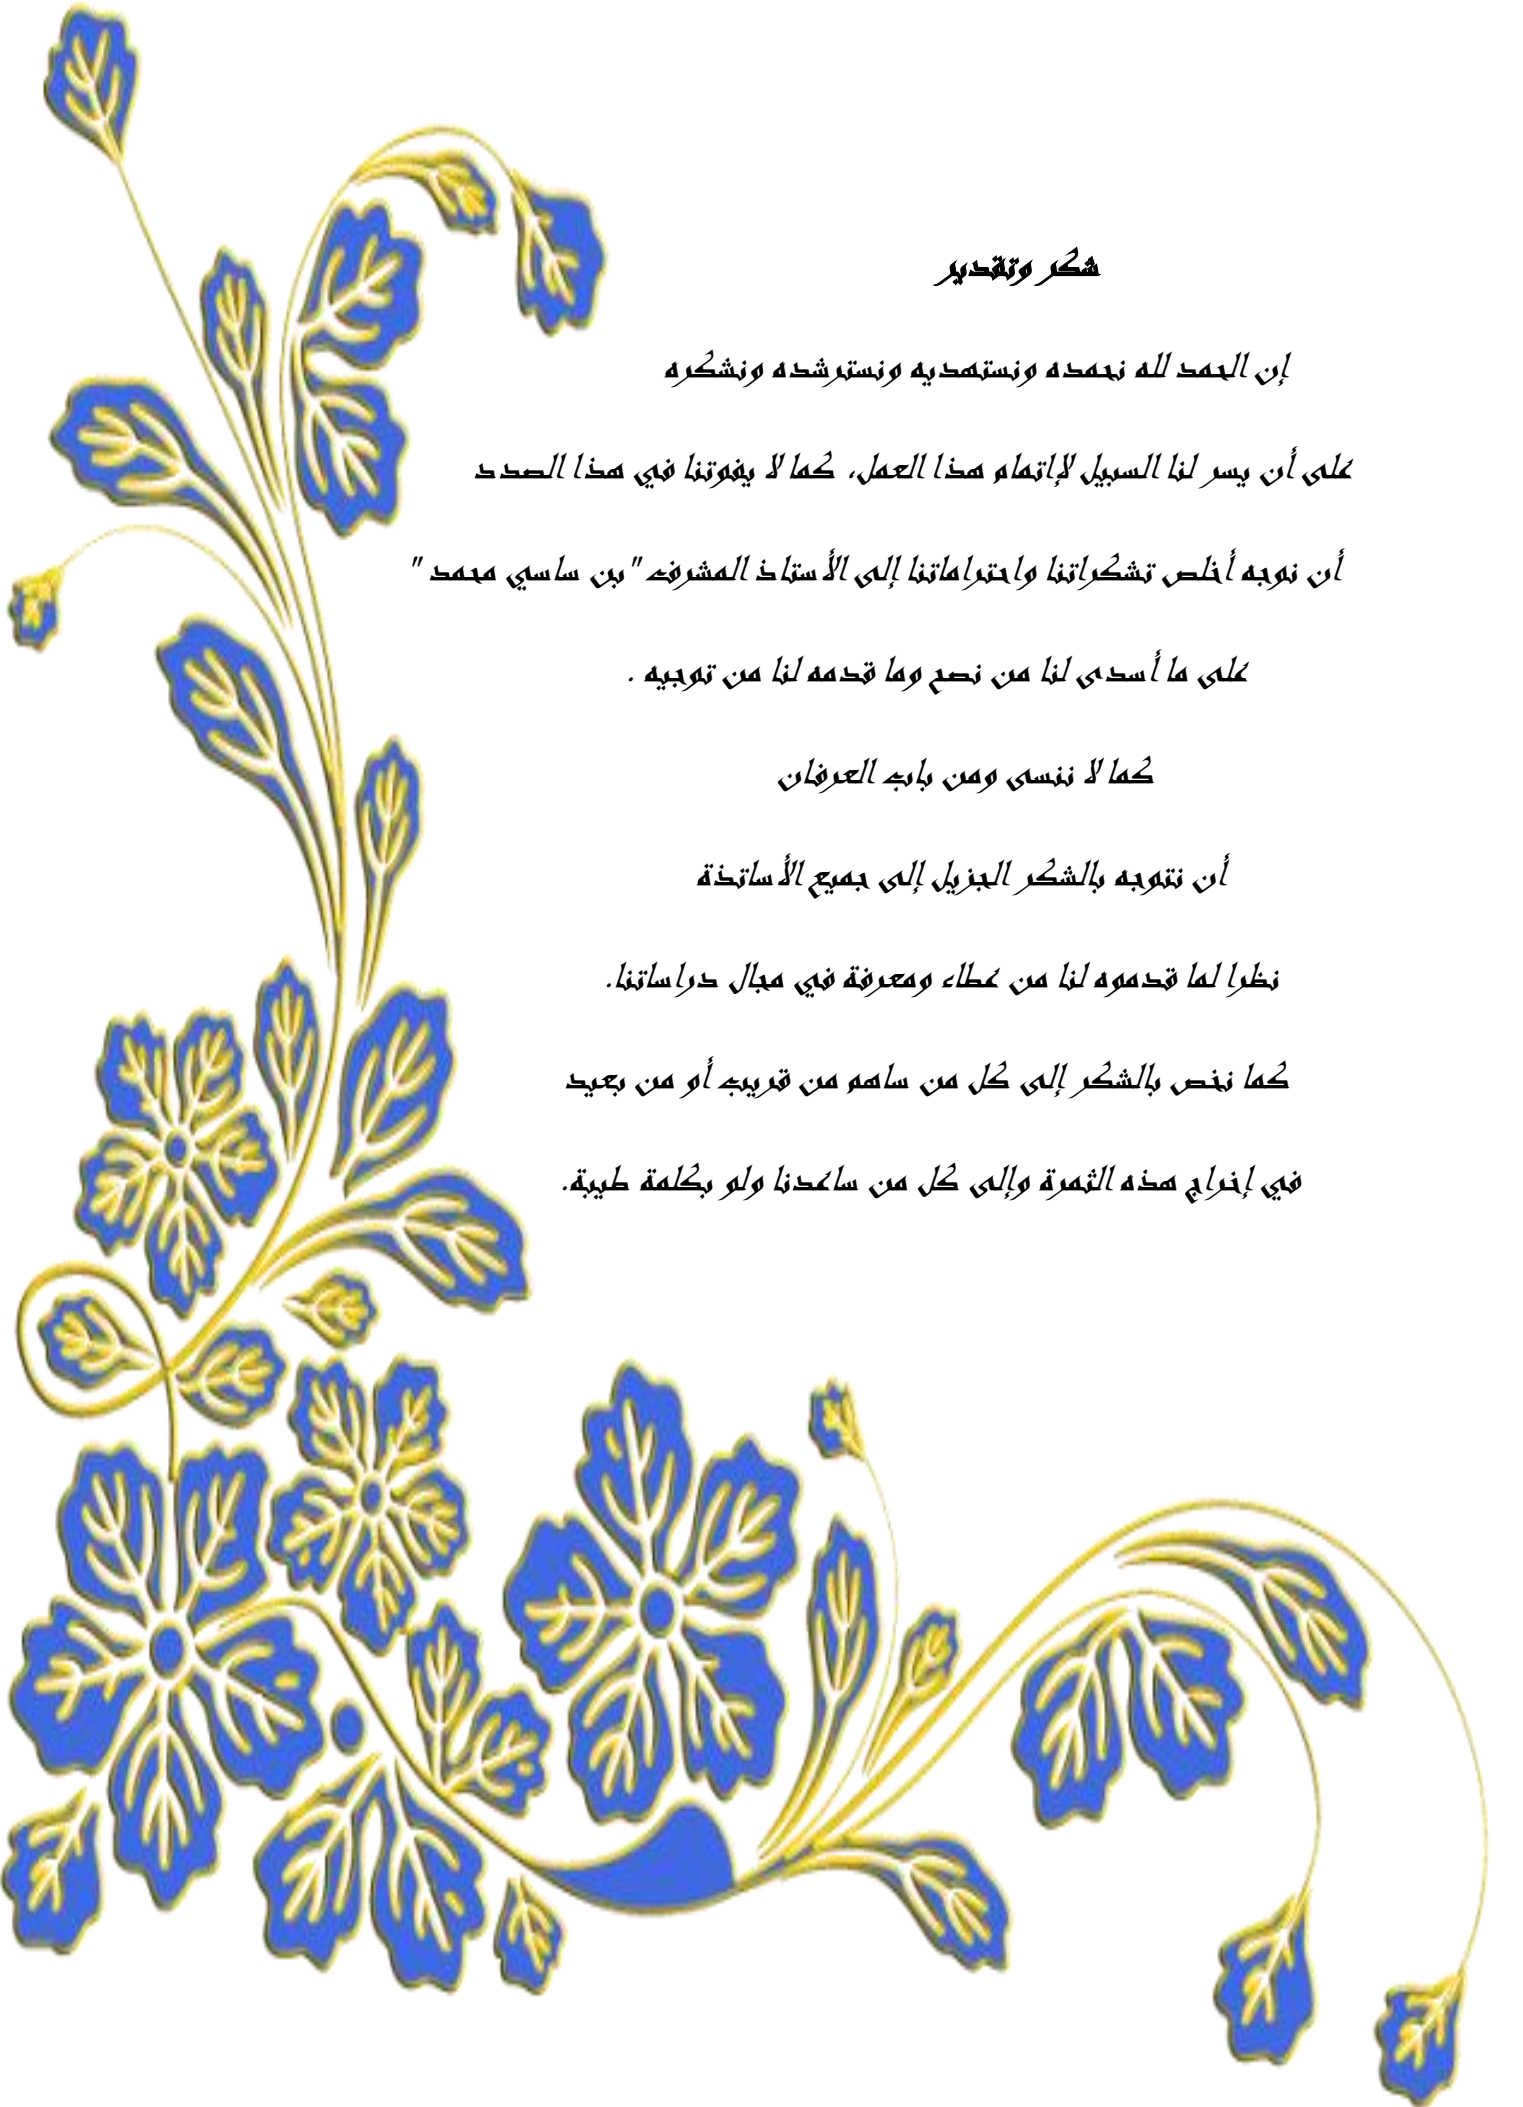 شكر وتقدير
إن الحمد لله نحمده ونستهديه ونسترشده ونشكره
على أن يسر لنا السبيل لإتمام هذا العمل، كما لا يفوتنا في هذا الصدد
أن نوجه أخلص تشكراتنا واحتراماتنا إلى الأستاذ المشرف "بن ساسي محمد "
على ما أسدى لنا من نصح وما قدمه لنا من توجيه .
كما لا ننسى ومن باب العرفان
أن نتوجه بالشكر الجزيل إلى جميع الأساتذة
نظرا لما قدموه لنا من عطاء ومعرفة في مجال دراساتنا.
كما نخص بالشكر إلى كل من ساهم من قريب أو من بعيد
في إخراج هذه الثمرة وإلى كل من ساعدنا ولو بكلمة طيبة.